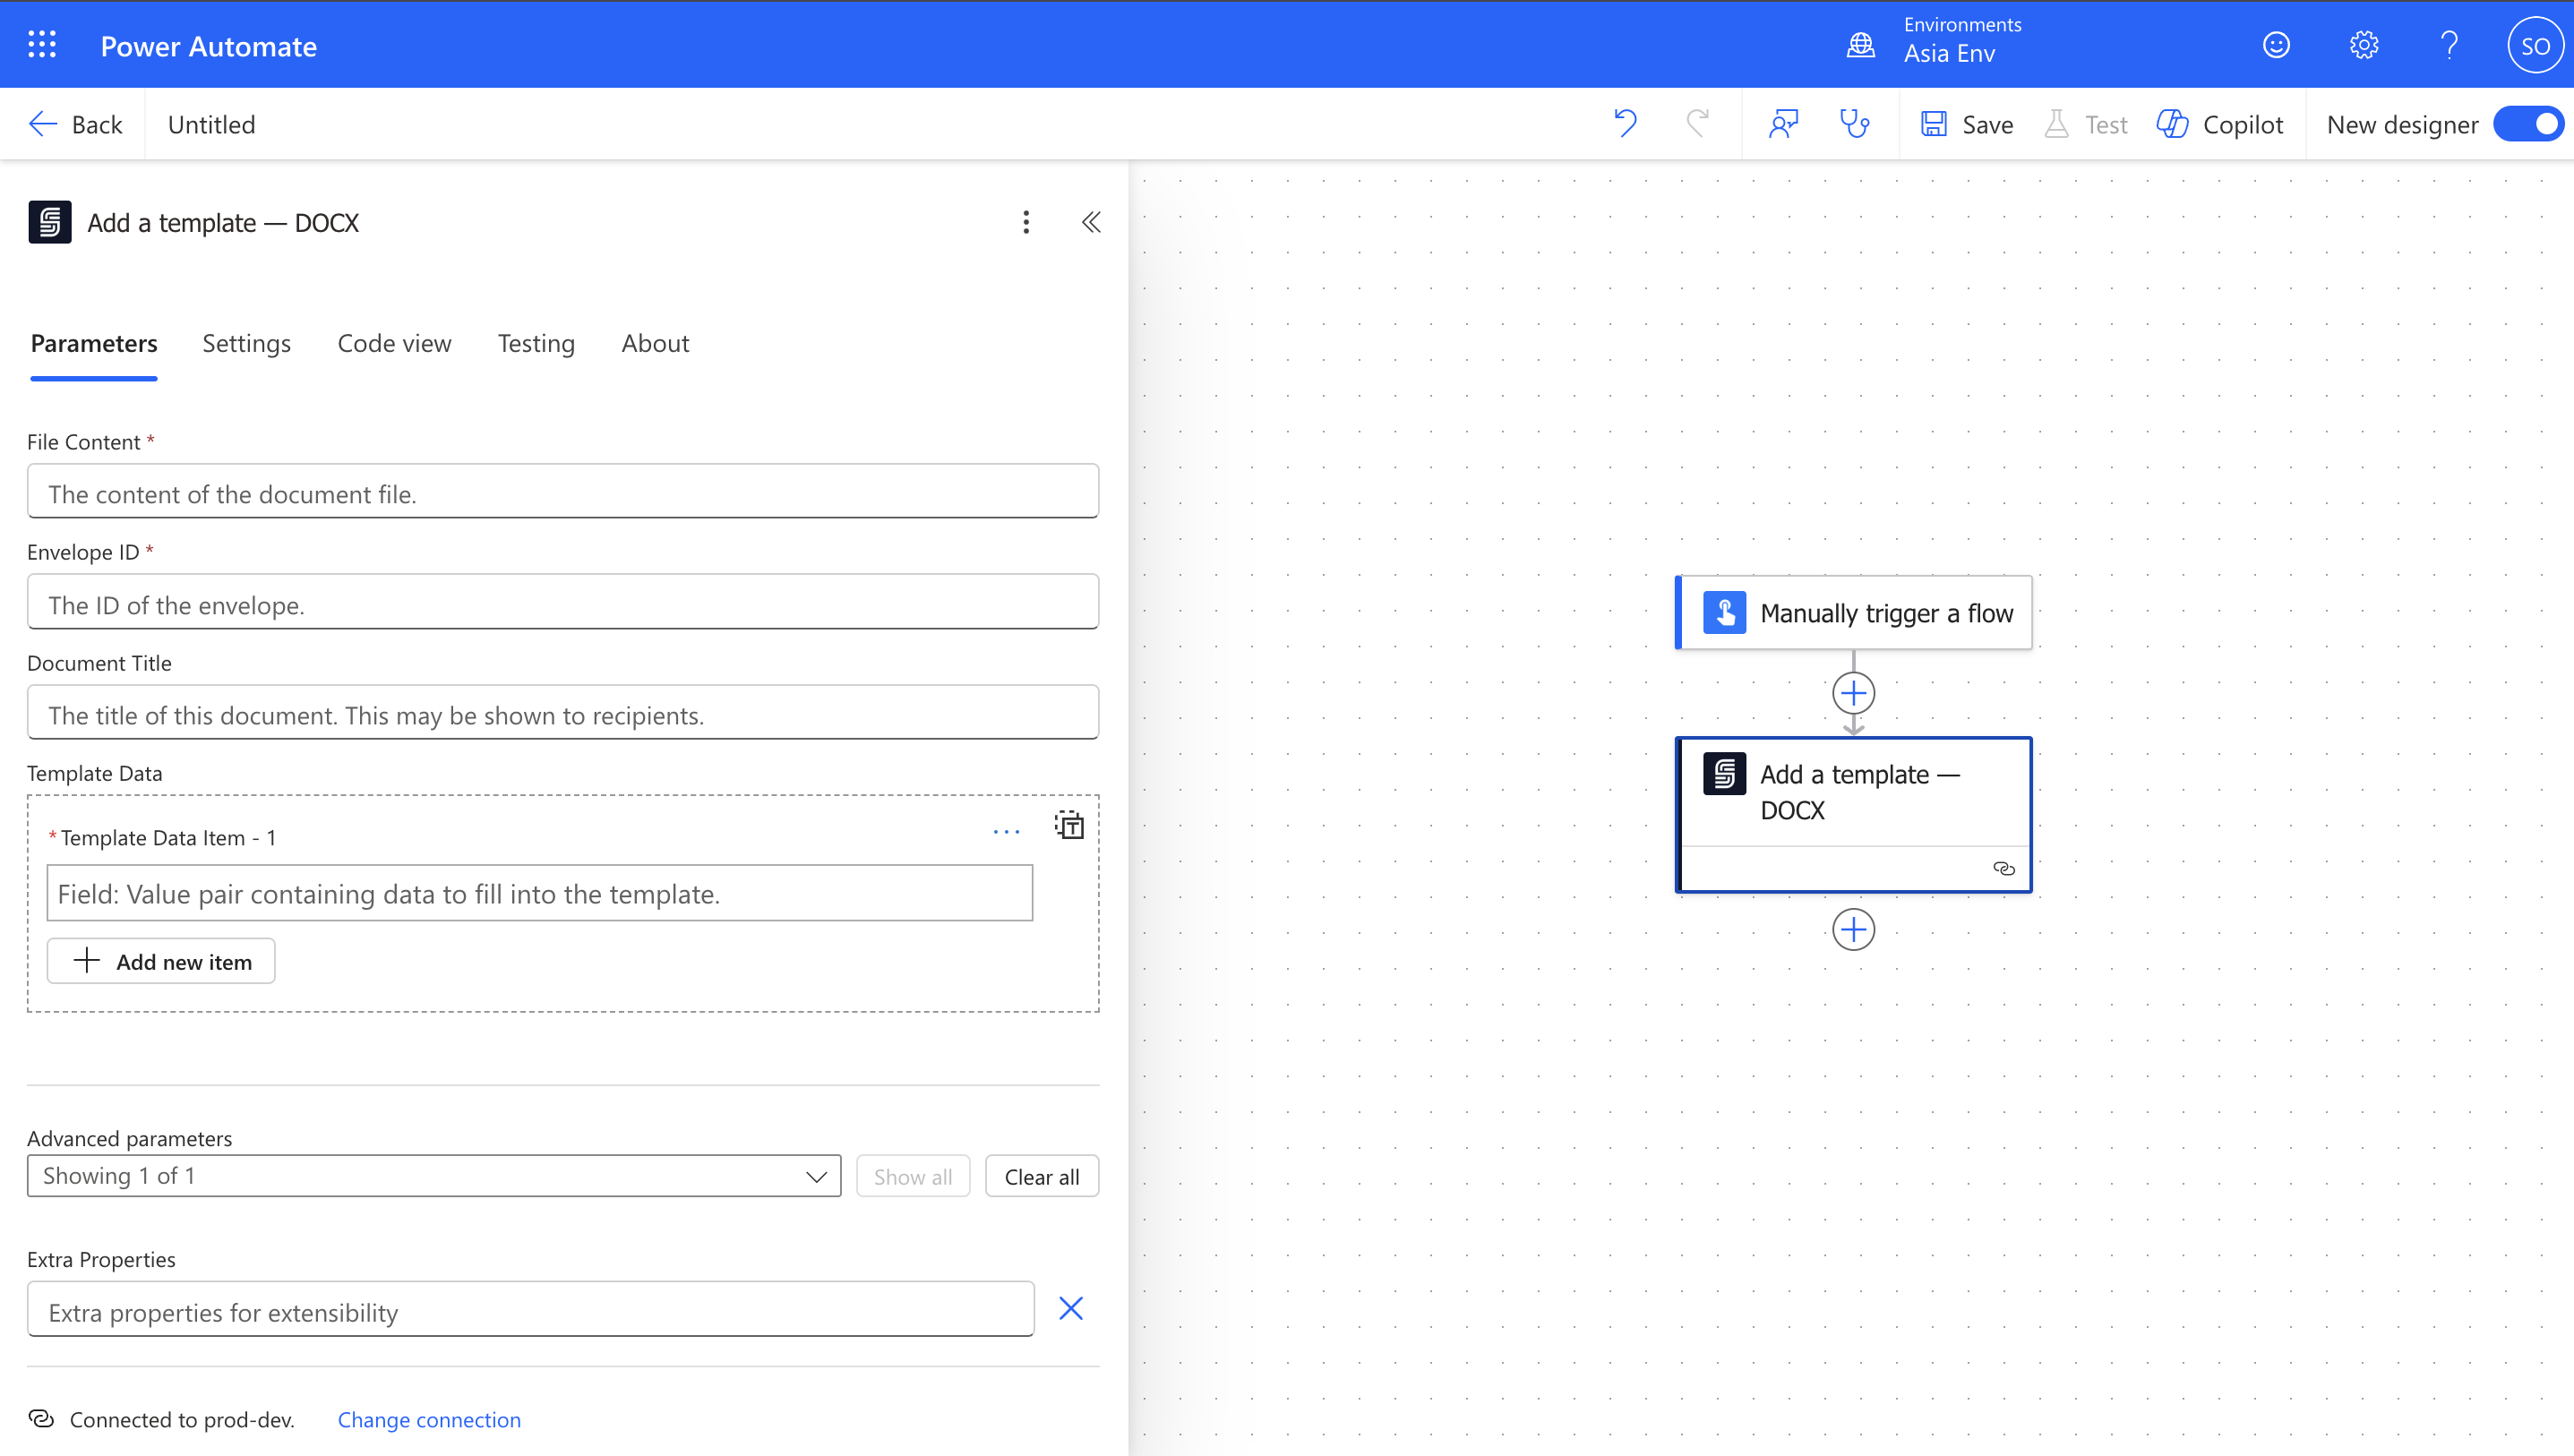 Power Automate
Environments
Asia Env
SO
Back
Untitled
Save
Test
Copilot
New designer
Add a template — DOCX
Parameters
Settings
Code view
Testing
About
File Content *
The content of the document file.
Envelope ID *
The ID of the envelope.
Document Title
The title of this document. This may be shown to recipients.
Template Data
* Template Data Item - 1
Field: Value pair containing data to fill into the template.
Add new item
Advanced parameters
Showing 1 of 1
Show all
Clear all
Extra Properties
Extra properties for extensibility
Connected to prod-dev.
Change connection
Manually trigger a flow
Add a template —
DOCX